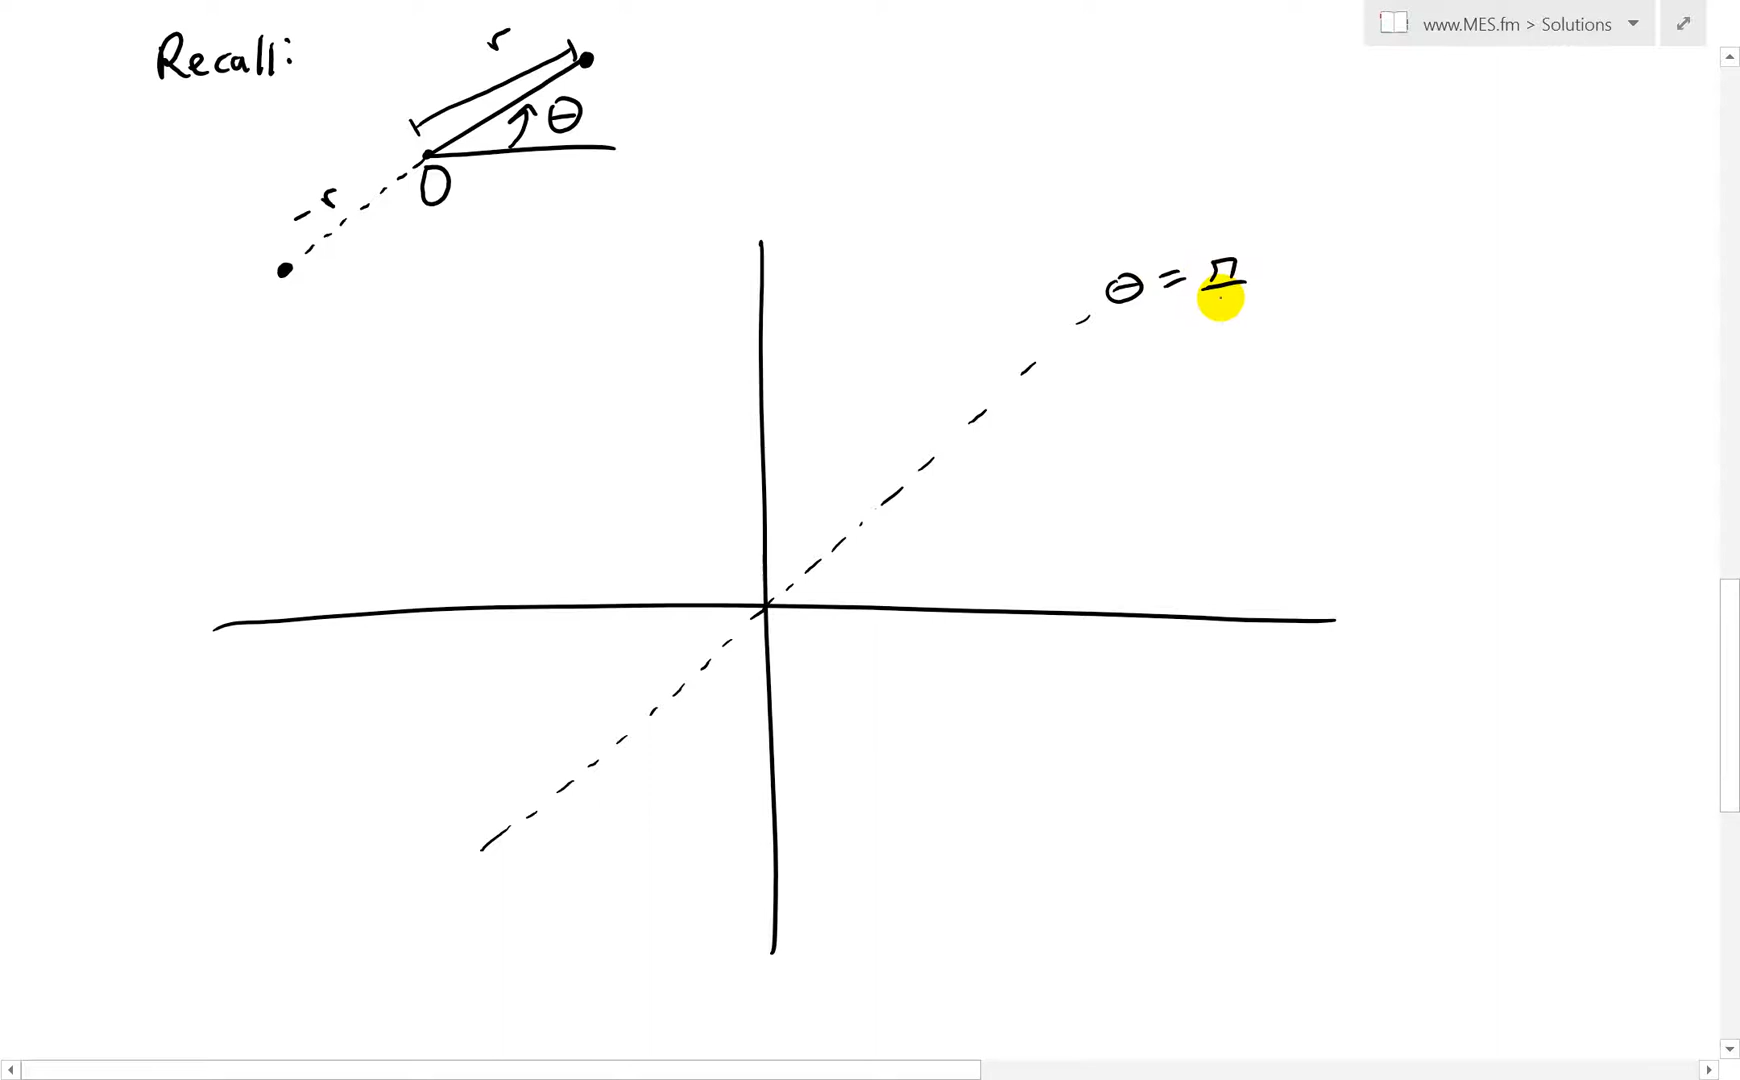 www.MES.fm > Solutions
Recall:
r
θ
O
-r
θ = π